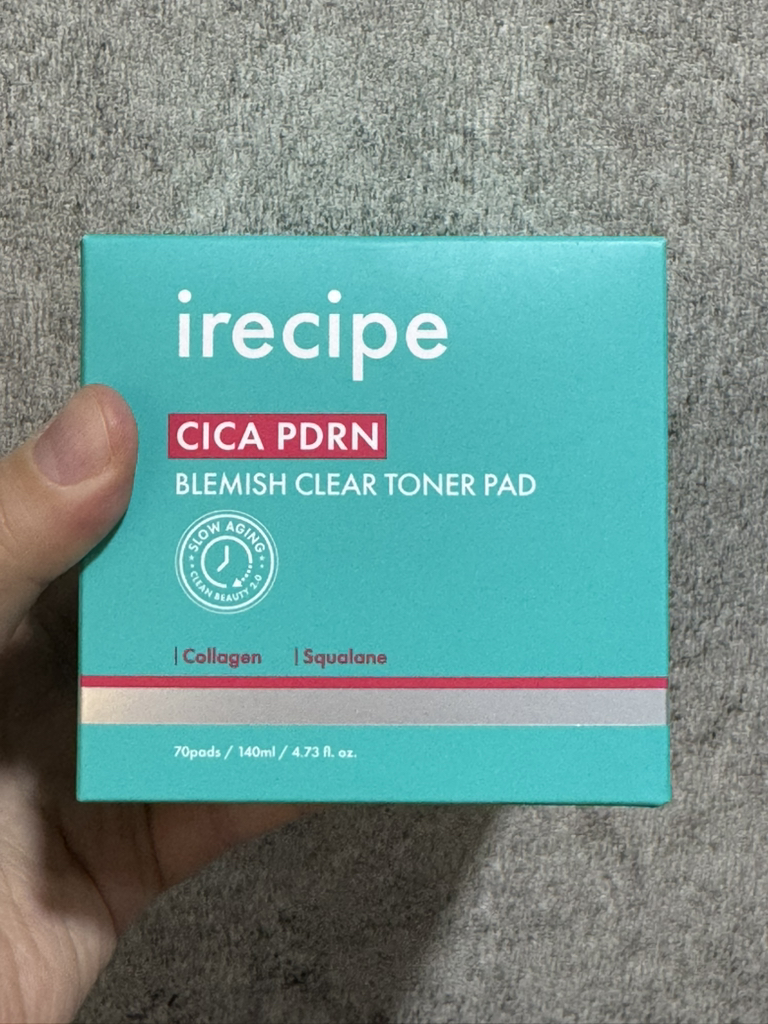 irecipe
CICA PDRN
BLEMISH CLEAR TONER PAD
SLOW AGING
CLEAN BEAUTY 2.0
| Collagen | Squalane
70pads / 140ml / 4.73 fl. oz.